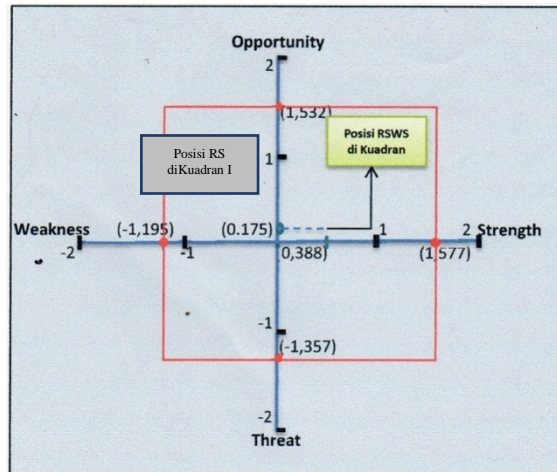 Opportunity
2
(1,532)
Posisi RSWS
di Kuadran
Posisi RS
diKuadran I
1
Weakness
(-1,195)
(0.175)
1
2
Strength
-2
-1
0,388)
(1,577)
-1
(-1,357)
-2
Threat